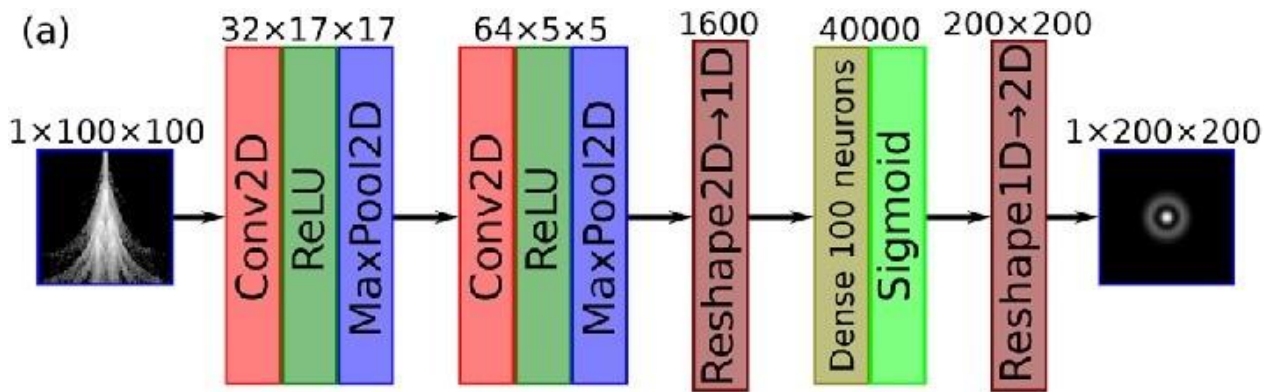 (a)
1×100×100
32×17×17
Conv2D
ReLU
MaxPool2D
64×5×5
Conv2D
ReLU
MaxPool2D
1600
Reshape2D→1D
40000
Dense 100 neurons
Sigmoid
200×200
Reshape1D→2D
1×200×200